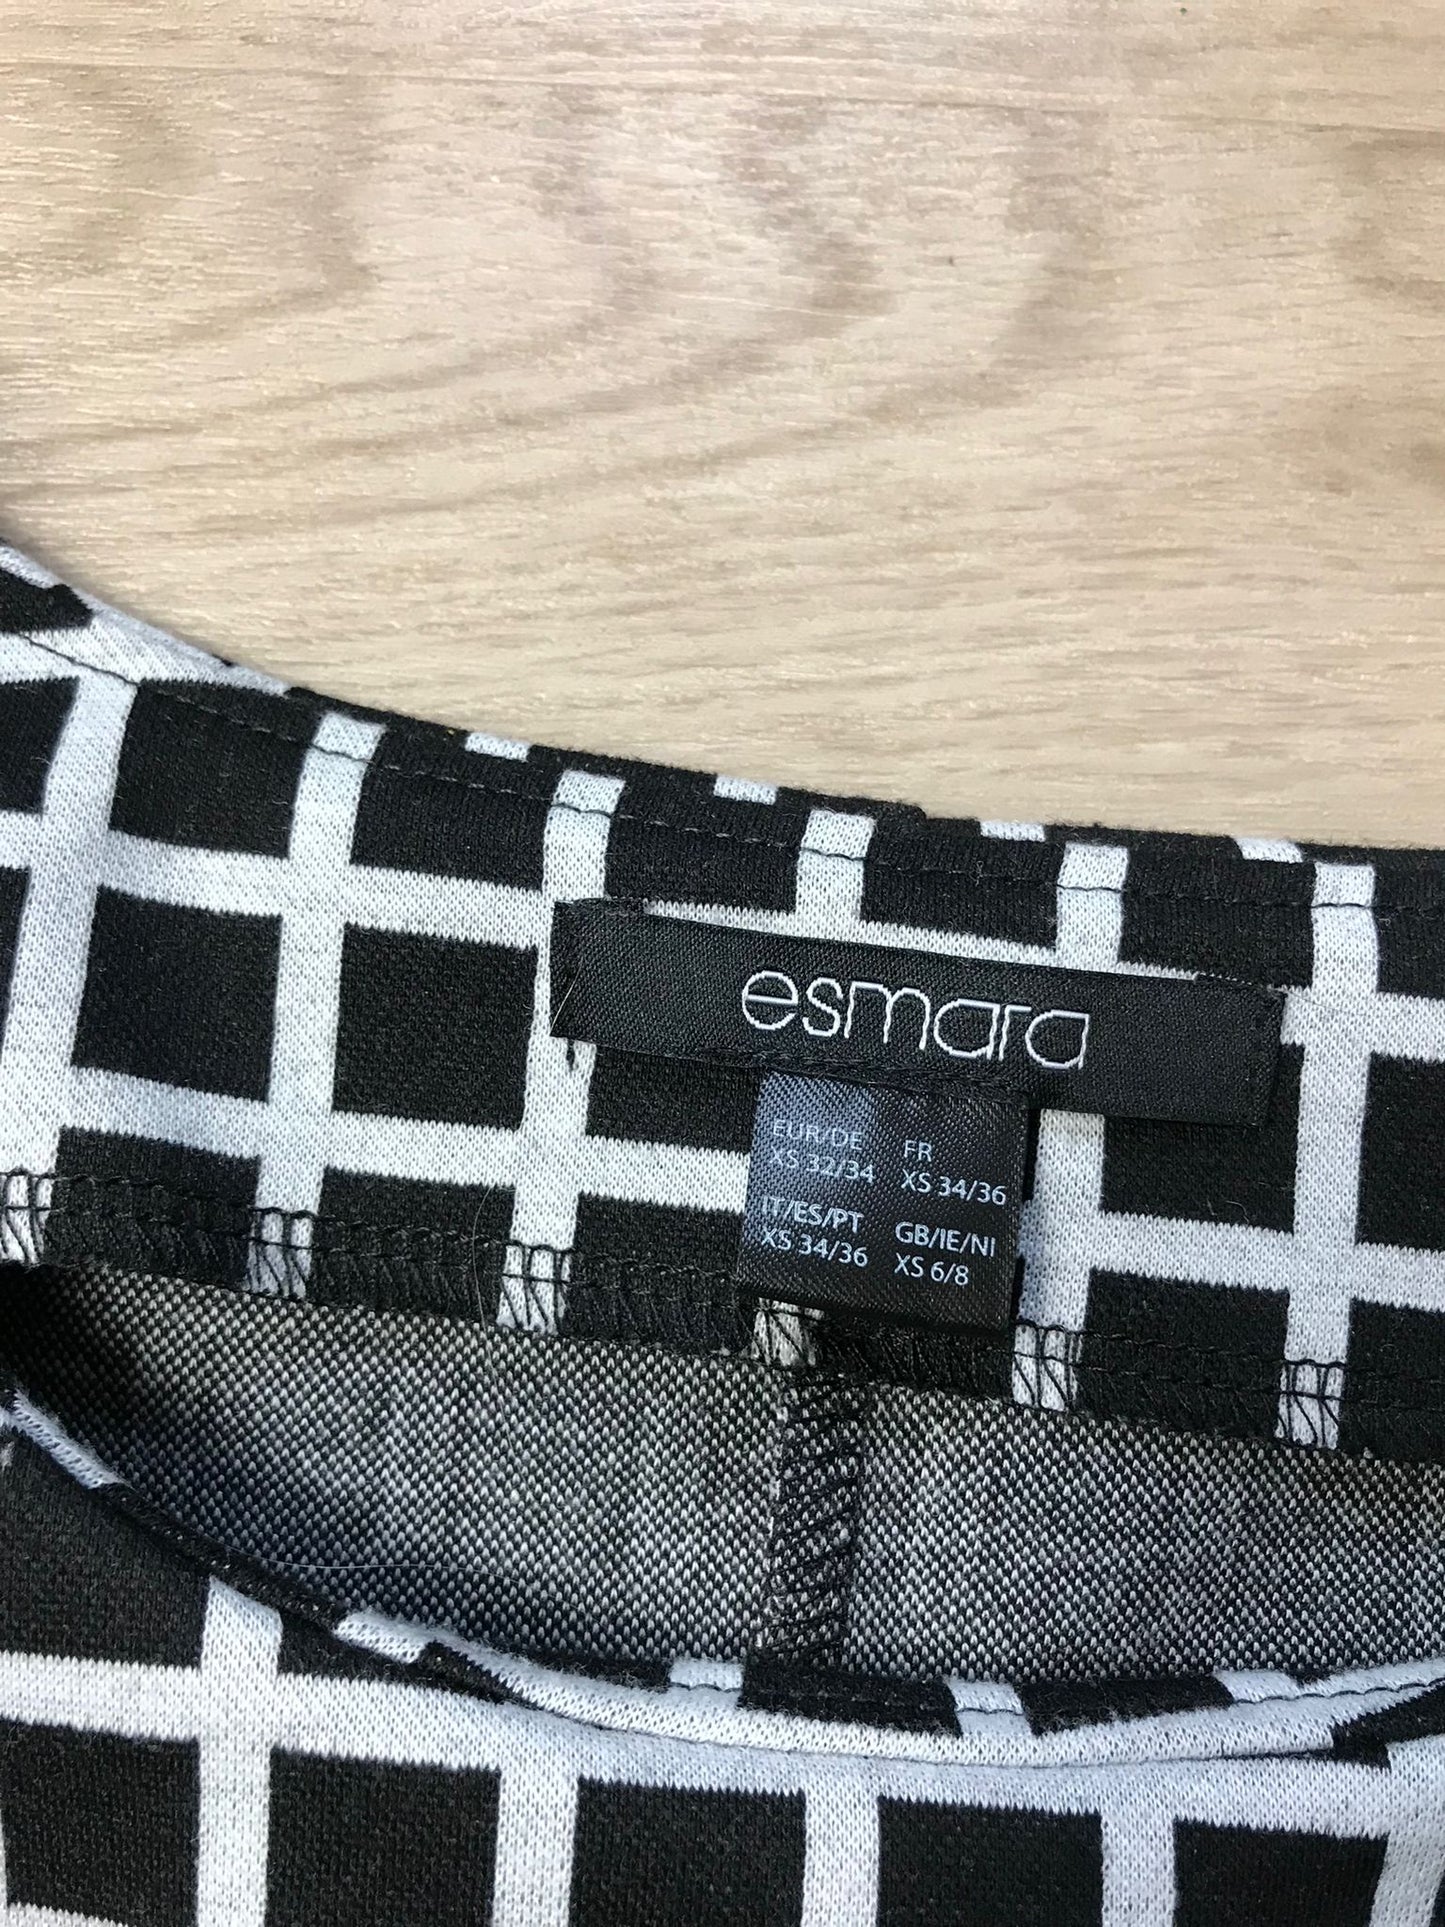 esmara
EUR/DE FR
XS 32/34 XS 34/36
IT/ES/PT GB/IE/NI
XS 34/36 XS 6/8